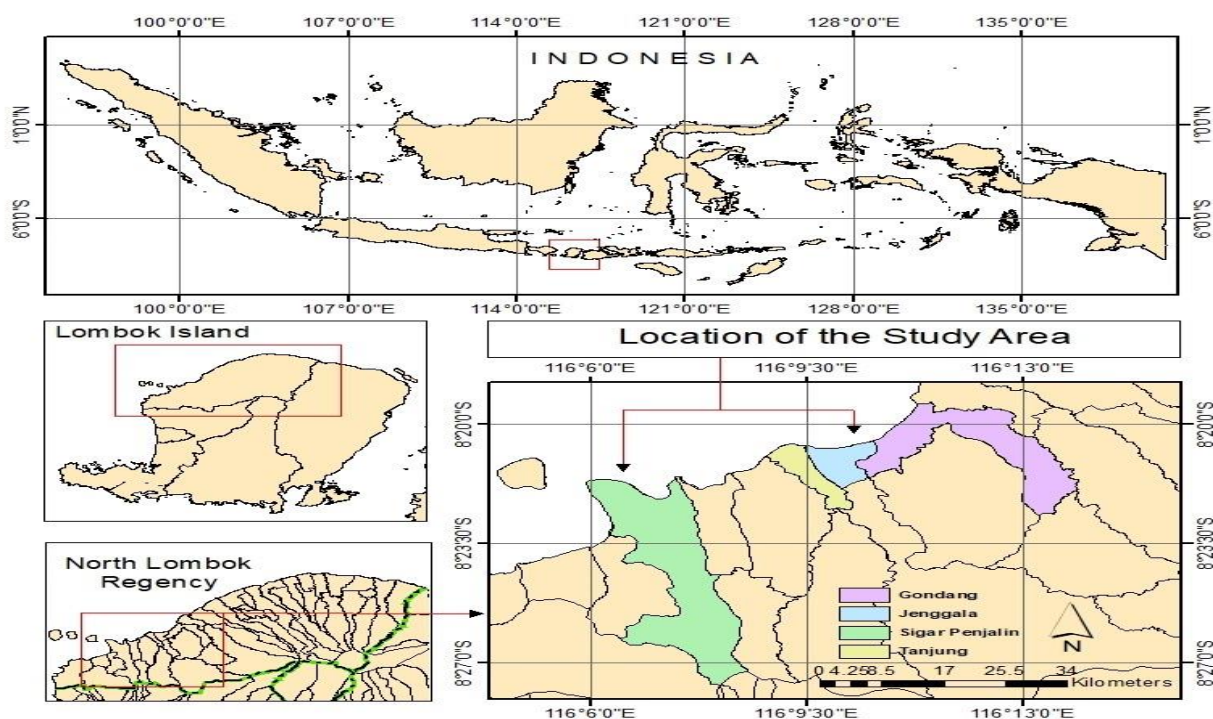 100°0'0"E 107°0'0"E 114°0'0"E 121°0'0"E 128°0'0"E 135°0'0"E
INDONESIA
1°0'0"N 1°0'0"N
6°0'0"S 6°0'0"S
100°0'0"E 107°0'0"E 114°0'0"E 121°0'0"E 128°0'0"E 135°0'0"E
Lombok Island
Location of the Study Area
116°6'0"E 116°9'30"E 116°13'0"E
8°20'0"S 8°20'0"S
8°23'30"S 8°23'30"S
North Lombok
Regency
Gondang
Jenggala
Sigar Penjalin
Tanjung
N
8°27'0"S 8°27'0"S
0 4.25 8.5 17 25.5 34
Kilometers
116°6'0"E 116°9'30"E 116°13'0"E